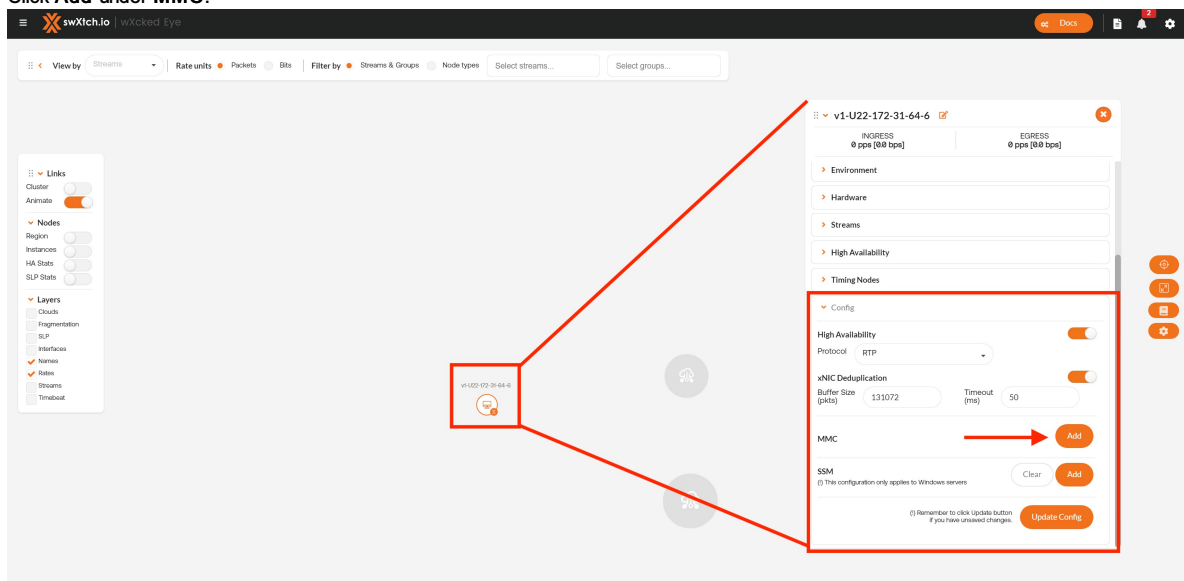 Click Add under MMC.
swXtch.io | wXcked Eye
Docs
2
View by Streams Rate units Packets Bits Filter by Streams & Groups Node types Select streams... Select groups...
Links
Cluster
Animate
Nodes
Region
Instances
HA Stats
SLP Stats
Layers
Clouds
Fragmentation
SLP
Interfaces
Names
Rates
Streams
Timebeat
v1-U22-172-31-64-6
v1-U22-172-31-64-6
INGRESS EGRESS
0 pps [0.0 bps] 0 pps [0.0 bps]
Environment
Hardware
Streams
High Availability
Timing Nodes
Config
High Availability
Protocol RTP
xNIC Deduplication
Buffer Size (pkts) 131072 Timeout (ms) 50
MMC Add
SSM Clear Add
(!) This configuration only applies to Windows servers
(!) Remember to click Update button
if you have unsaved changes.
Update Config